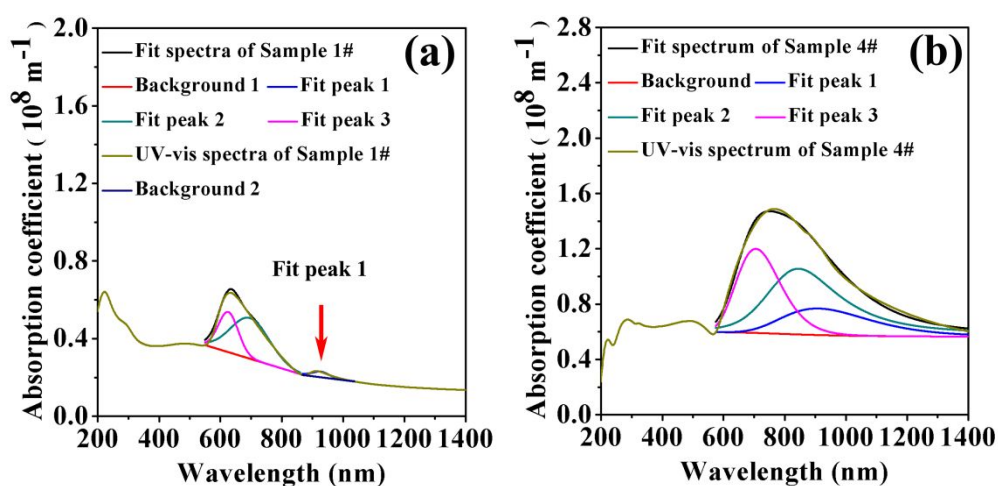 (a)
Absorption coefficient ( 10^8 m^-1 )
2.0
1.6
1.2
0.8
0.4
0.0
Fit spectra of Sample 1#
Background 1 Fit peak 1
Fit peak 2 Fit peak 3
UV-vis spectra of Sample 1#
Background 2
Fit peak 1
200 400 600 800 1000 1200 1400
Wavelength (nm)
(b)
Absorption coefficient ( 10^8 m^-1 )
2.8
2.4
2.0
1.6
1.2
0.8
0.4
0.0
Fit spectrum of Sample 4#
Background Fit peak 1
Fit peak 2 Fit peak 3
UV-vis spectrum of Sample 4#
200 400 600 800 1000 1200 1400
Wavelength (nm)